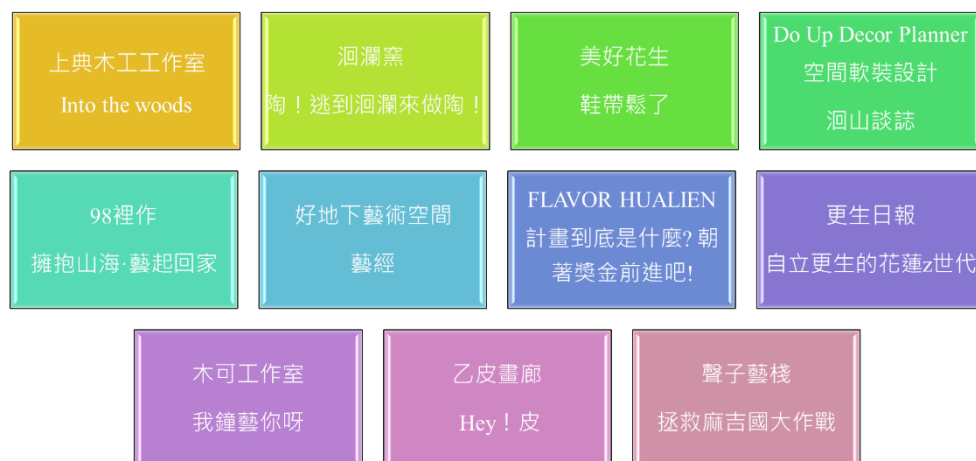 上典木工工作室
Into the woods
洄瀾窯
陶！逃到洄瀾來做陶！
美好花生
鞋帶鬆了
Do Up Decor Planner
空間軟裝設計
洄山談誌
98裡作
擁抱山海·藝起回家
好地下藝術空間
藝經
FLAVOR HUALIEN
計畫到底是什麼? 朝
著獎金前進吧!
更生日報
自立更生的花蓮z世代
木可工作室
我鐘藝你呀
乙皮畫廊
Hey！皮
聲子藝棧
拯救麻吉國大作戰